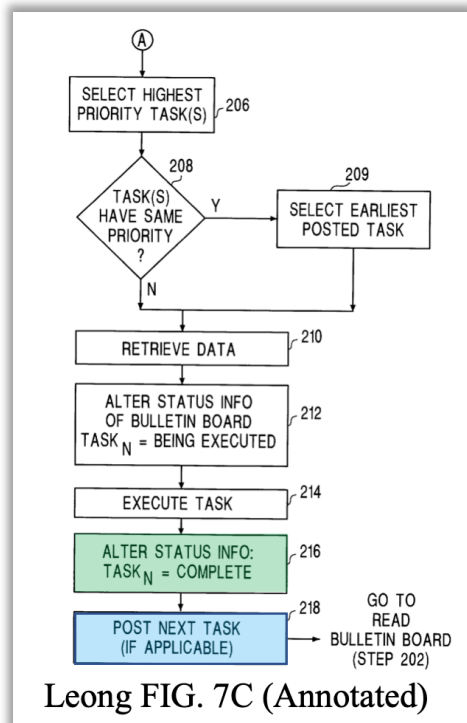 A
SELECT HIGHEST
PRIORITY TASK(S)
206
208
TASK(S)
HAVE SAME
PRIORITY
?
Y
N
209
SELECT EARLIEST
POSTED TASK
RETRIEVE DATA
210
ALTER STATUS INFO
OF BULLETIN BOARD
TASK N = BEING EXECUTED
212
EXECUTE TASK
214
ALTER STATUS INFO:
TASK N = COMPLETE
216
POST NEXT TASK
(IF APPLICABLE)
218
GO TO
READ
BULLETIN BOARD
(STEP 202)
Leong FIG. 7C (Annotated)